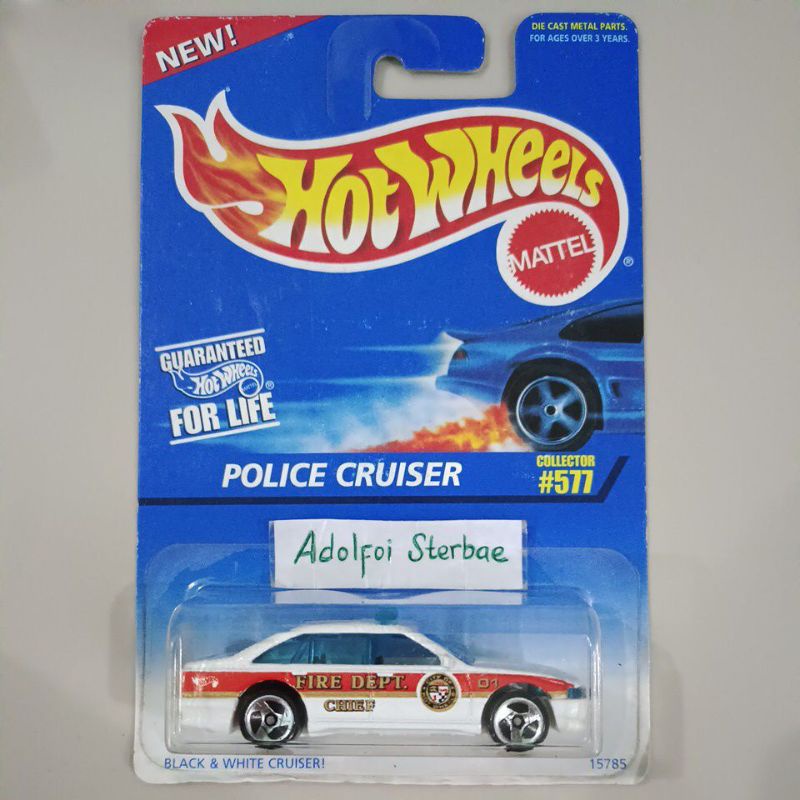 NEW!
DIE CAST METAL PARTS.
FOR AGES OVER 3 YEARS.
HOT WHEELS
®
MATTEL
GUARANTEED
HOT WHEELS
®
FOR LIFE
POLICE CRUISER
COLLECTOR
#577
Adolfoi Sterbae
FIRE DEPT.
CHIEF
01
BLACK & WHITE CRUISER!
15785